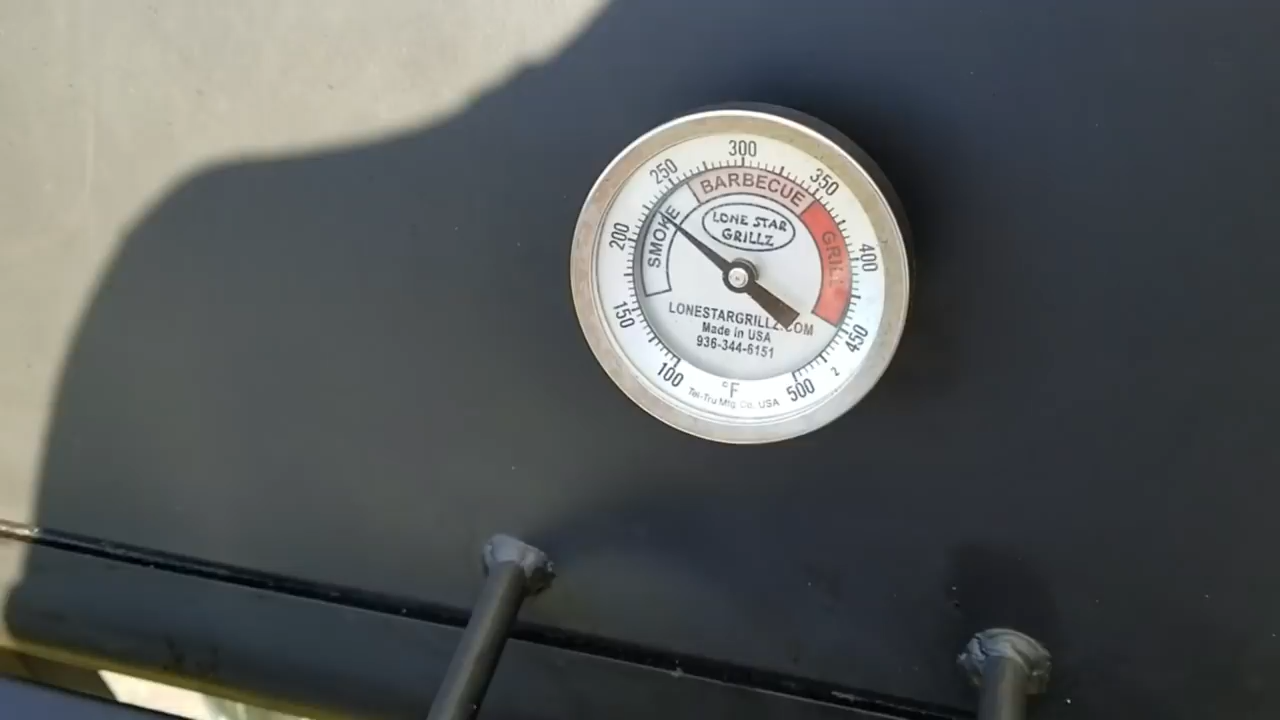 300
250
350
BARBECUE
200
SMOKE
LONE STAR
GRILLZ
GRILL
400
150
LONESTARGRILLZ.COM
Made in USA
936-344-6151
450
100
°F
500
2
Tel-Tru Mfg. Co. USA